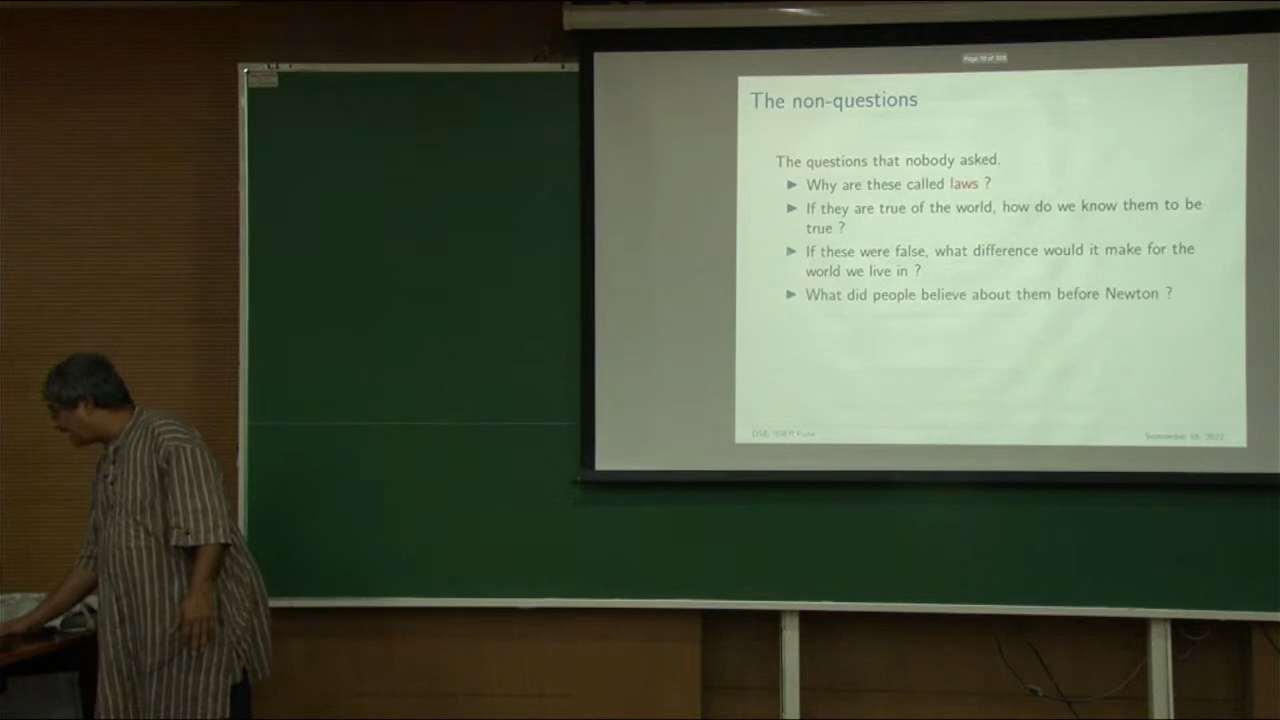 The non-questions
The questions that nobody asked.
▶ Why are these called laws ?
▶ If they are true of the world, how do we know them to be
true ?
▶ If these were false, what difference would it make for the
world we live in ?
▶ What did people believe about them before Newton ?
September 2022